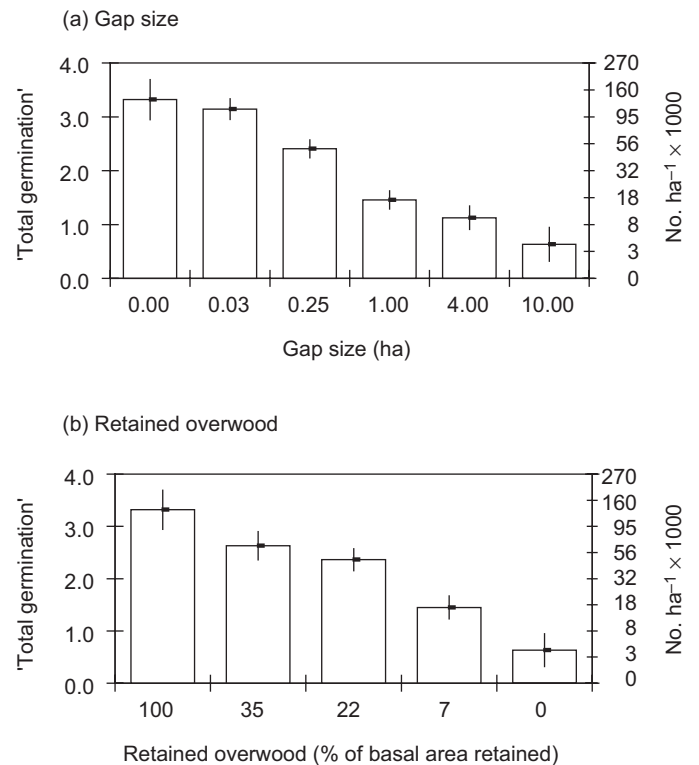 (a) Gap size
4.0
3.0
2.0
1.0
0.0
'Total germination'
270
160
95
56
32
18
8
3
0
No. ha⁻¹ × 1000
0.00 0.03 0.25 1.00 4.00 10.00
Gap size (ha)
(b) Retained overwood
4.0
3.0
2.0
1.0
0.0
'Total germination'
270
160
95
56
32
18
8
3
0
No. ha⁻¹ × 1000
100 35 22 7 0
Retained overwood (% of basal area retained)